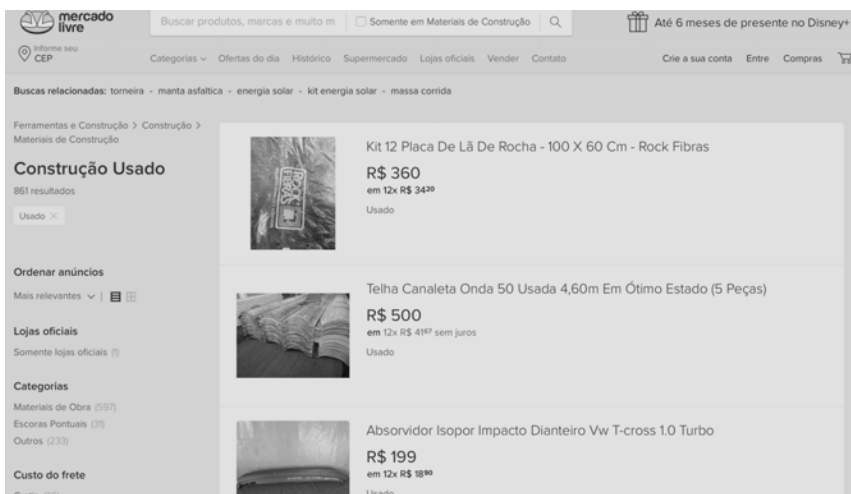 mercado
livre
Buscar produtos, marcas e muito m
Somente em Materiais de Construção
Até 6 meses de presente no Disney+
Informe seu
CEP
Categorias
Ofertas do dia
Histórico
Supermercado
Lojas oficiais
Vender
Contato
Crie a sua conta
Entre
Compras
Buscas relacionadas: torneira - manta asfaltica - energia solar - kit energia solar - massa corrida
Ferramentas e Construção > Construção >
Materiais de Construção
Construção Usado
861 resultados
Usado ×
Ordenar anúncios
Mais relevantes
Lojas oficiais
Somente lojas oficiais (1)
Categorias
Materiais de Obra (597)
Escoras Pontuais (31)
Outros (233)
Custo do frete
ROCK
FIBRAS
Kit 12 Placa De Lã De Rocha - 100 X 60 Cm - Rock Fibras
R$ 360
em 12x R$ 34²⁰
Usado
Telha Canaleta Onda 50 Usada 4,60m Em Ótimo Estado (5 Peças)
R$ 500
em 12x R$ 41⁶⁷ sem juros
Usado
Absorvidor Isopor Impacto Dianteiro Vw T-cross 1.0 Turbo
R$ 199
em 12x R$ 18⁹⁰
Usado